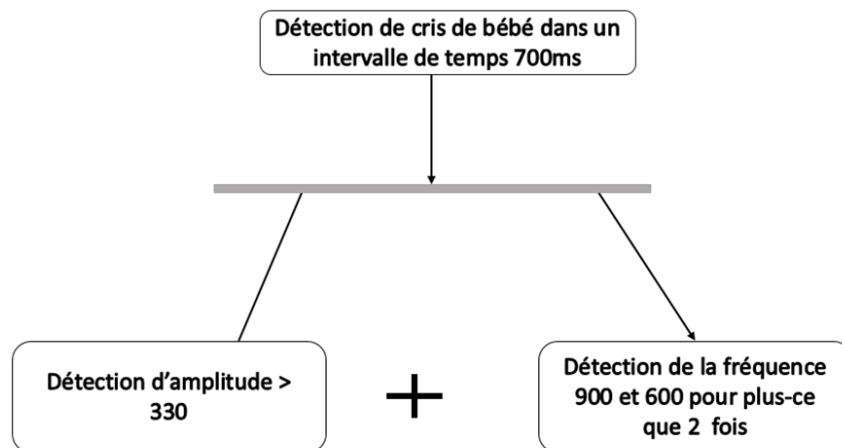 Détection de cris de bébé dans un
intervalle de temps 700ms
Détection d’amplitude >
330
+
Détection de la fréquence
900 et 600 pour plus-ce
que 2 fois